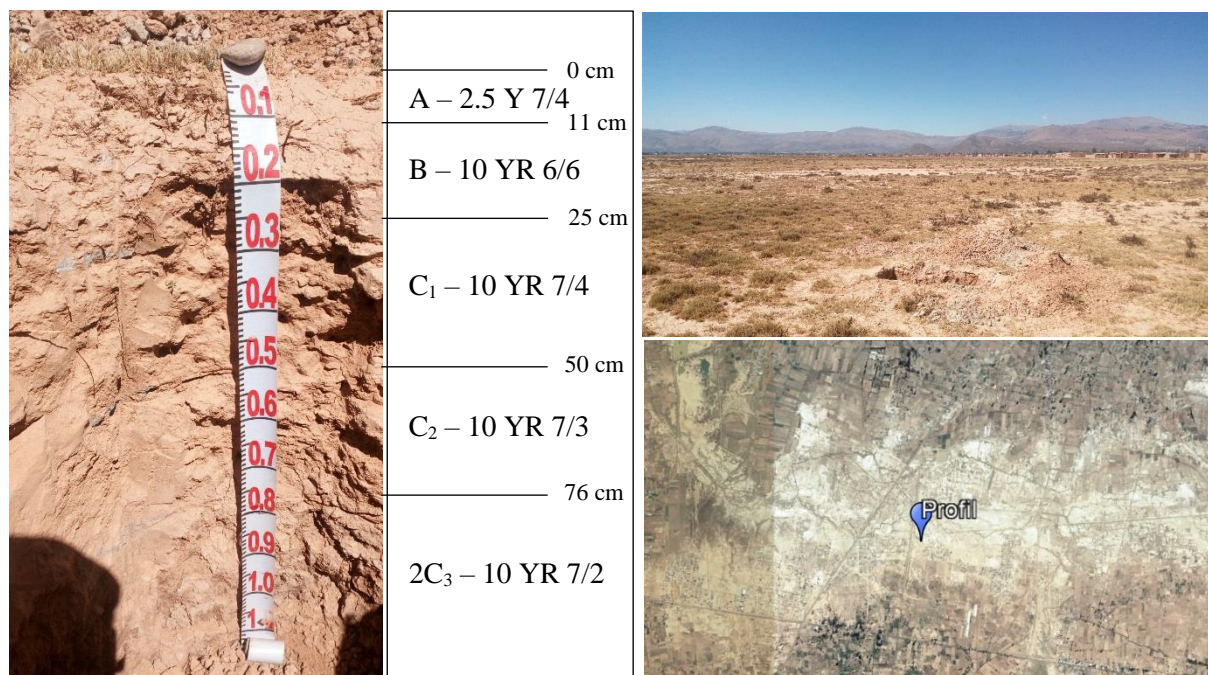 0.1
0.2
0.3
0.4
0.5
0.6
0.7
0.8
0.9
1.0
0 cm
A – 2.5 Y 7/4
11 cm
B – 10 YR 6/6
25 cm
C₁ – 10 YR 7/4
50 cm
C₂ – 10 YR 7/3
76 cm
2C₃ – 10 YR 7/2
Profil